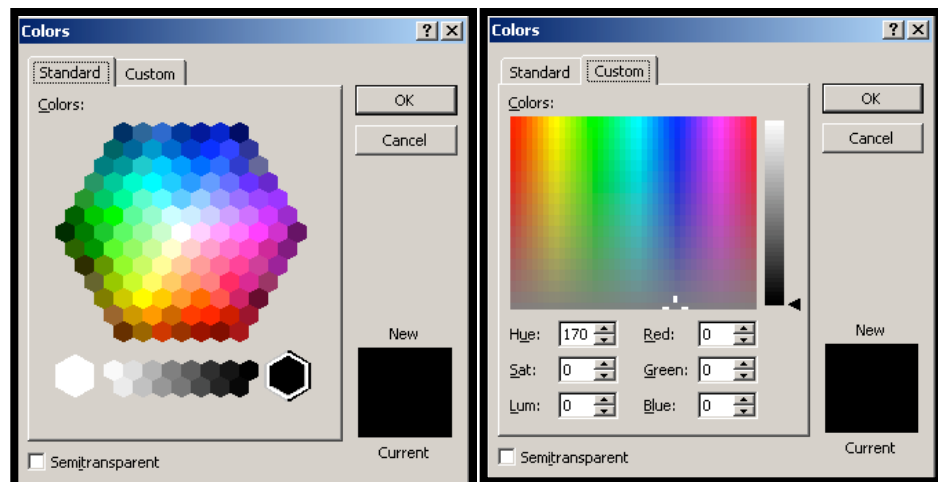 Colors
Standard Custom
Colors:
OK
Cancel
New
Current
Semitransparent
Colors
Standard Custom
Colors:
OK
Cancel
Hue: 170 Red: 0
Sat: 0 Green: 0
Lum: 0 Blue: 0
New
Current
Semitransparent